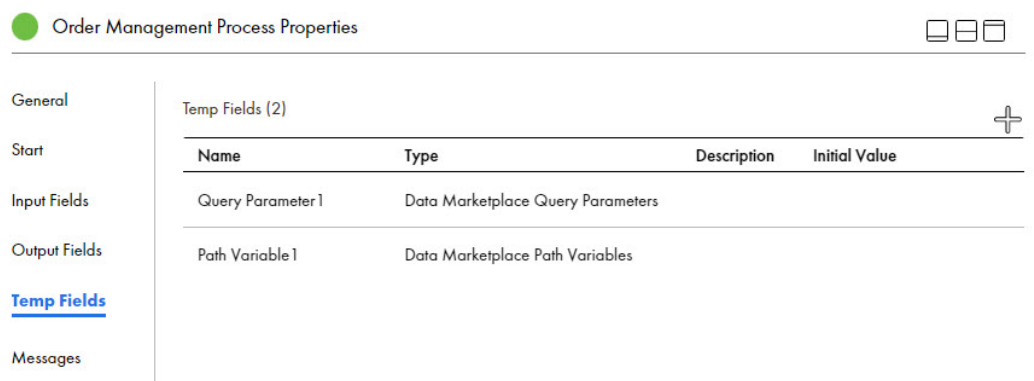 Order Management Process Properties
General
Start
Input Fields
Output Fields
Temp Fields
Messages
Temp Fields (2)
Name Type Description Initial Value
Query Parameter1 Data Marketplace Query Parameters
Path Variable1 Data Marketplace Path Variables